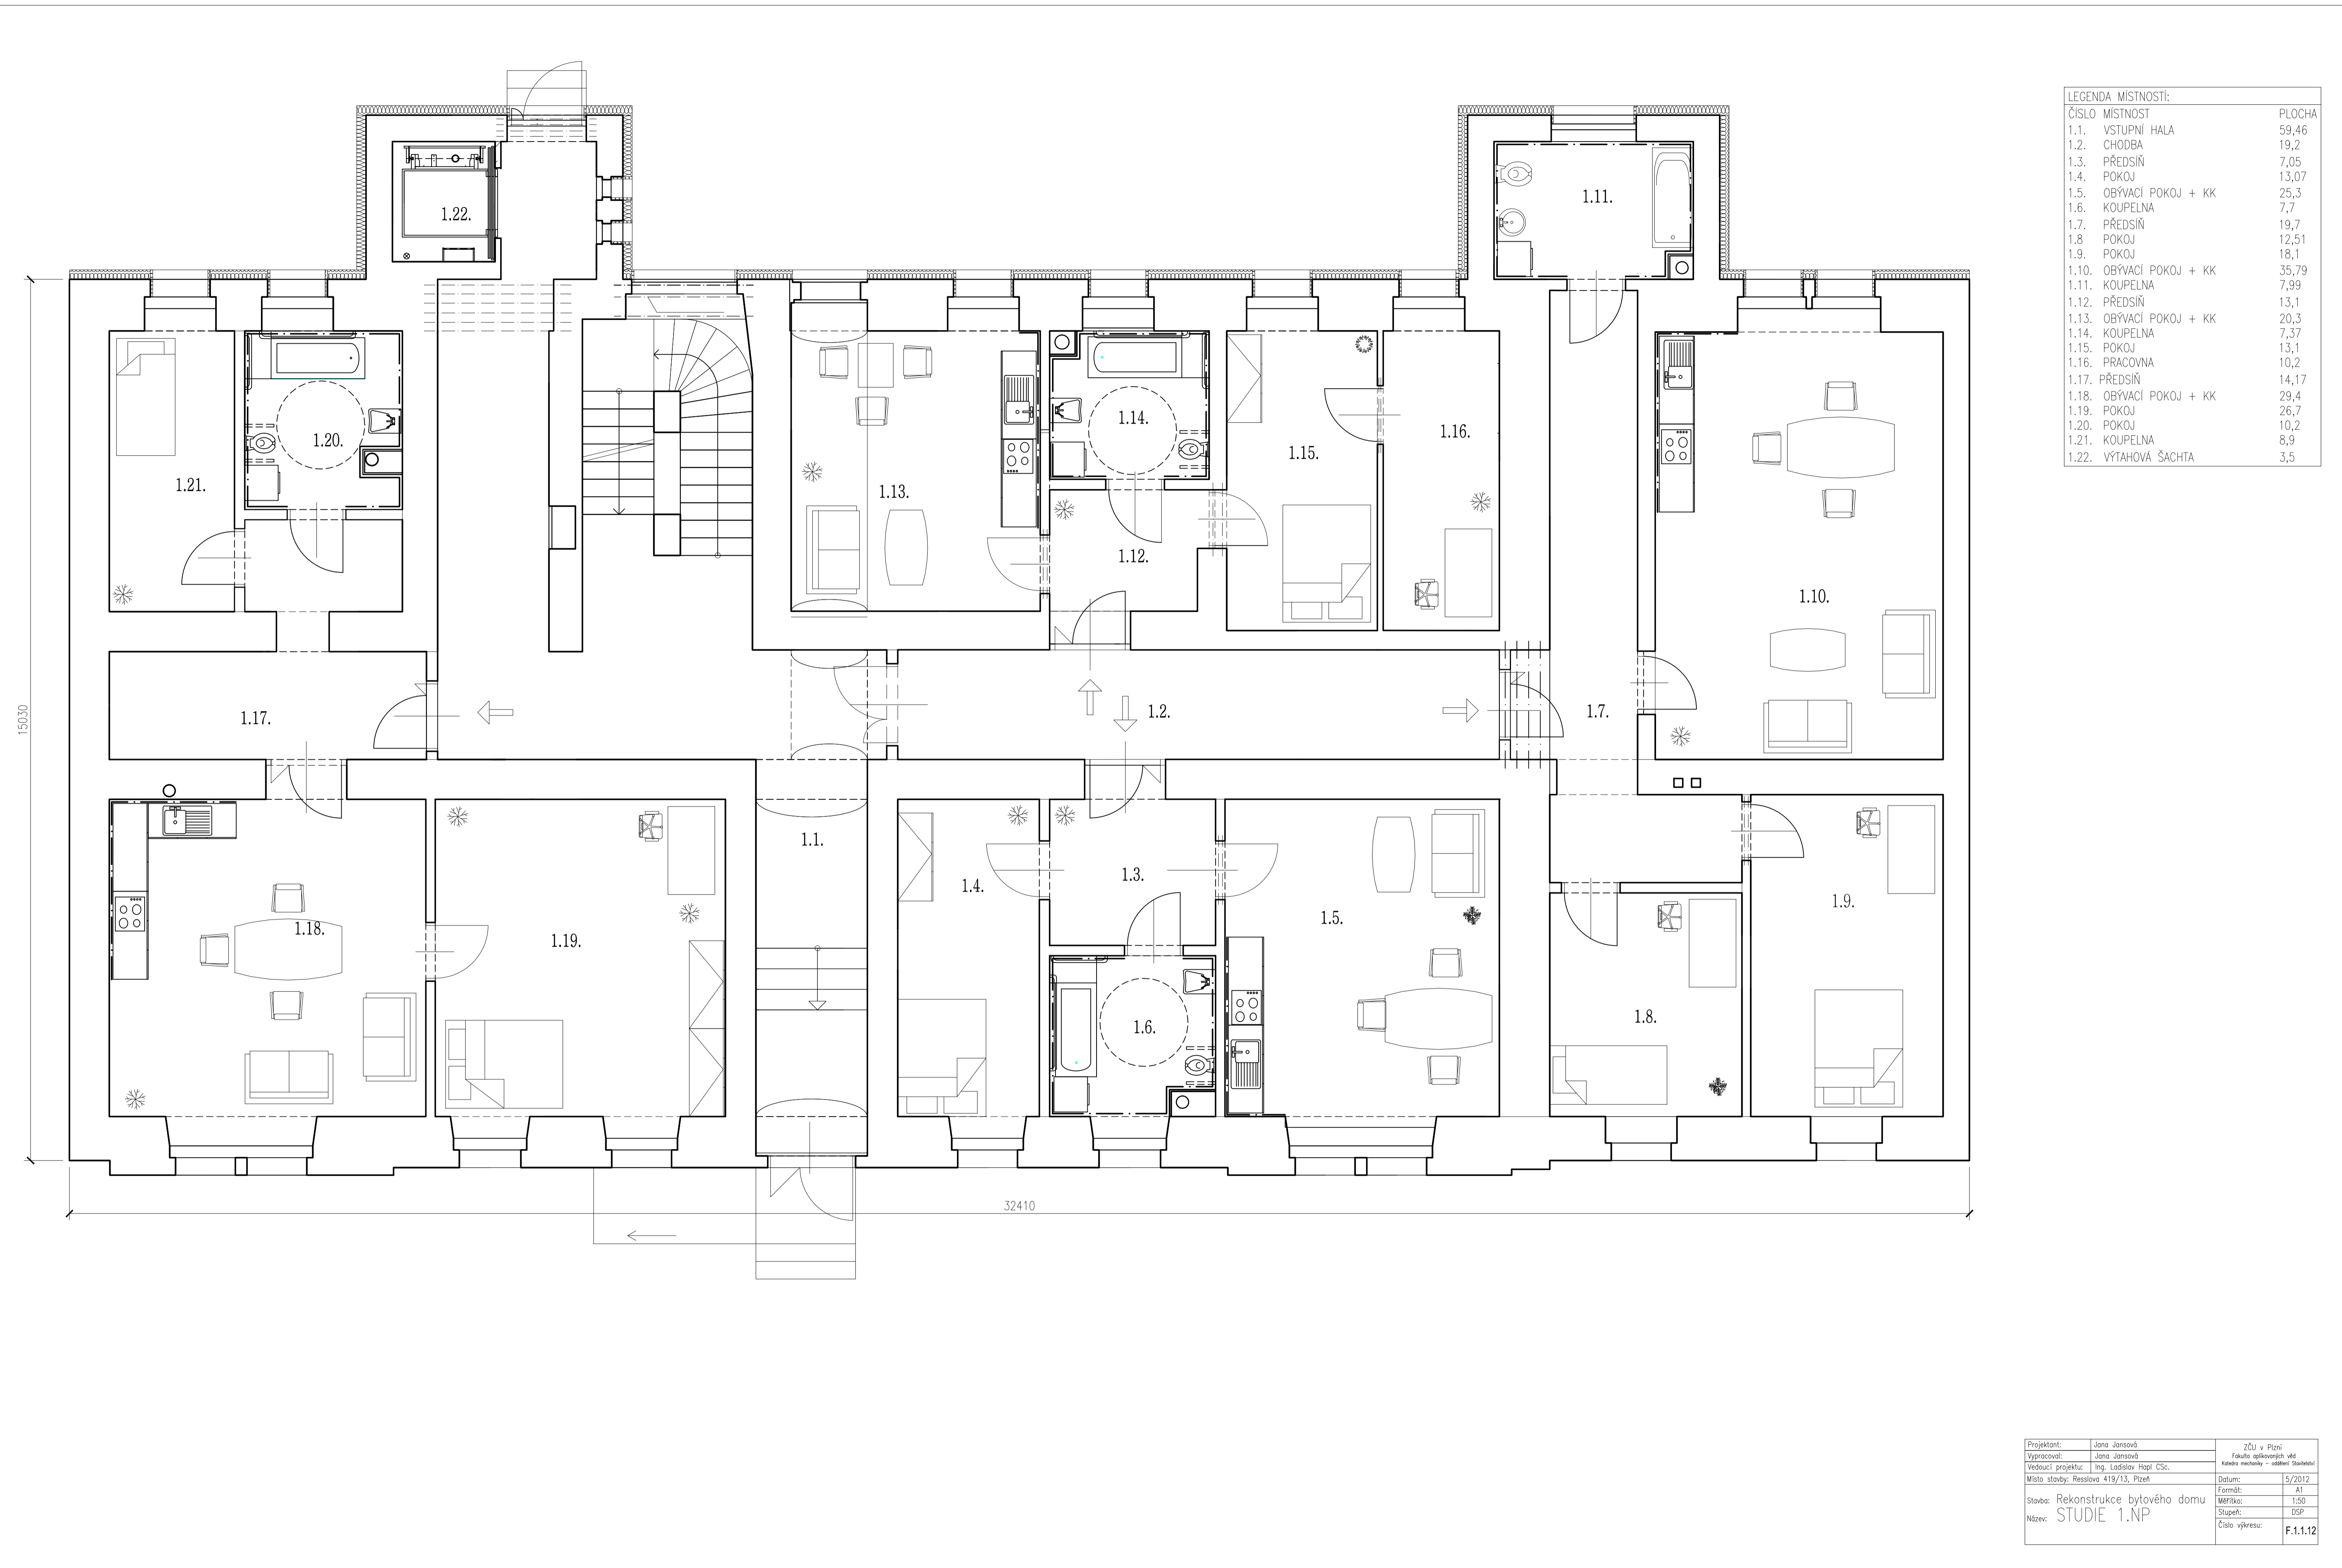 LEGENDA MÍSTNOSTÍ:
ČÍSLO MÍSTNOST PLOCHA
1.1. VSTUPNÍ HALA 59,46
1.2. CHODBA 19,2
1.3. PŘEDSÍŇ 7,05
1.4. POKOJ 13,07
1.5. OBÝVACÍ POKOJ + KK 25,3
1.6. KOUPELNA 7,7
1.7. PŘEDSÍŇ 19,7
1.8 POKOJ 12,51
1.9. POKOJ 18,1
1.10. OBÝVACÍ POKOJ + KK 35,79
1.11. KOUPELNA 7,99
1.12. PŘEDSÍŇ 13,1
1.13. OBÝVACÍ POKOJ + KK 20,3
1.14. KOUPELNA 7,37
1.15. POKOJ 13,1
1.16. PRACOVNA 10,2
1.17. PŘEDSÍŇ 14,17
1.18. OBÝVACÍ POKOJ + KK 29,4
1.19. POKOJ 26,7
1.20. POKOJ 10,2
1.21. KOUPELNA 8,9
1.22. VÝTAHOVÁ ŠACHTA 3,5
1.22.
1.11.
1.20.
1.14.
1.16.
1.15.
1.21.
1.13.
1.12.
1.10.
1.17.
1.2.
1.7.
15030
1.1.
1.3.
1.4.
1.9.
1.5.
1.18.
1.19.
1.8.
1.6.
32410
Projektant: Jana Jansová
Vypracoval: Jana Jansová
Vedoucí projektu: Ing. Ladislav Hapl CSc.
ZČU v Plzni
Fakulta aplikovaných věd
Katedra mechaniky – oddělení Stavitelství
Místo stavby: Resslova 419/13, Plzeň
Datum: 5/2012
Formát: A1
Stavba: Rekonstrukce bytového domu
Měřítko: 1:50
Název: STUDIE 1.NP
Stupeň: DSP
Číslo výkresu: F.1.1.12